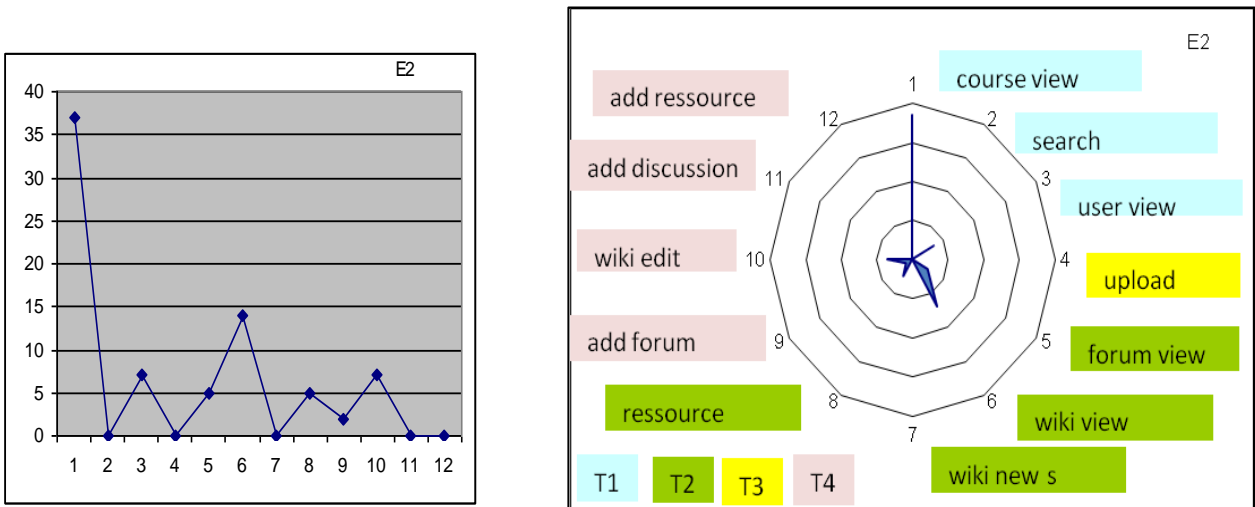 E2
40
35
30
25
20
15
10
5
0
1 2 3 4 5 6 7 8 9 10 11 12
E2
1
course view
2
search
3
user view
4
upload
5
forum view
6
wiki view
7
wiki new s
8
ressource
9
add forum
10
wiki edit
11
add discussion
12
add ressource
T1 T2 T3 T4